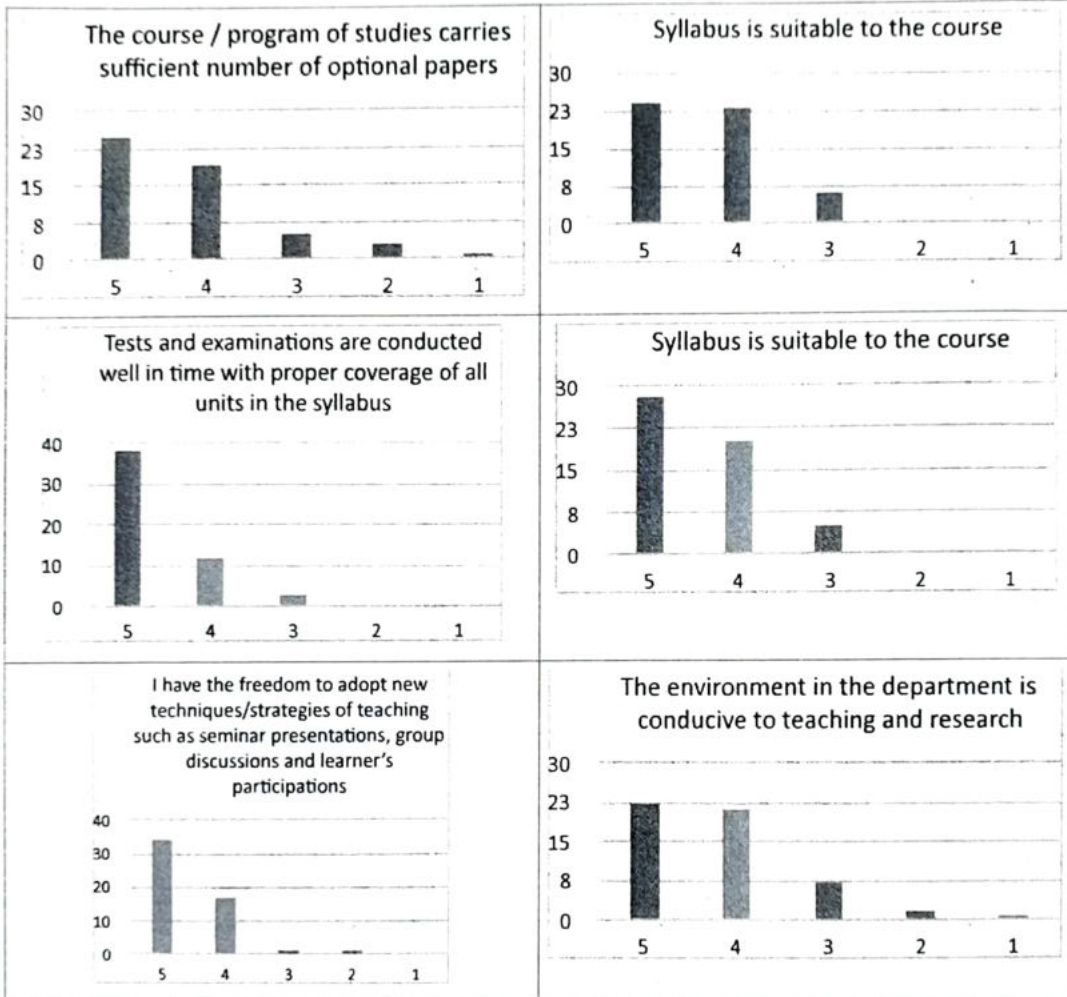 The course / program of studies carries
sufficient number of optional papers
30
23
15
8
0
5 4 3 2 1
Syllabus is suitable to the course
30
23
15
8
0
5 4 3 2 1
Tests and examinations are conducted
well in time with proper coverage of all
units in the syllabus
40
30
20
10
0
5 4 3 2 1
Syllabus is suitable to the course
30
23
15
8
0
5 4 3 2 1
I have the freedom to adopt new
techniques/strategies of teaching
such as seminar presentations, group
discussions and learner's
participations
40
30
20
10
0
5 4 3 2 1
The environment in the department is
conducive to teaching and research
30
23
15
8
0
5 4 3 2 1